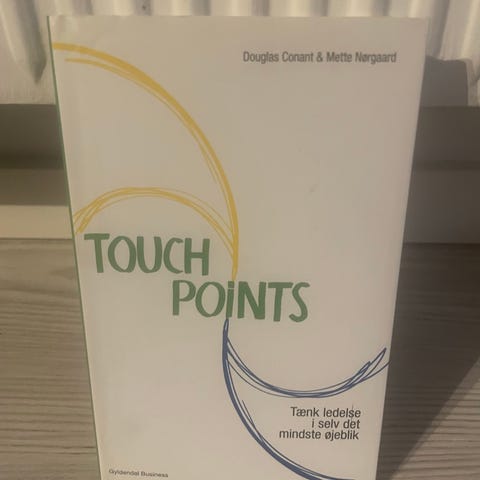 Douglas Conant & Mette Nørgaard
TOUCH
POiNTS
Tænk ledelse
i selv det
mindste øjeblik
Gyldendal Business